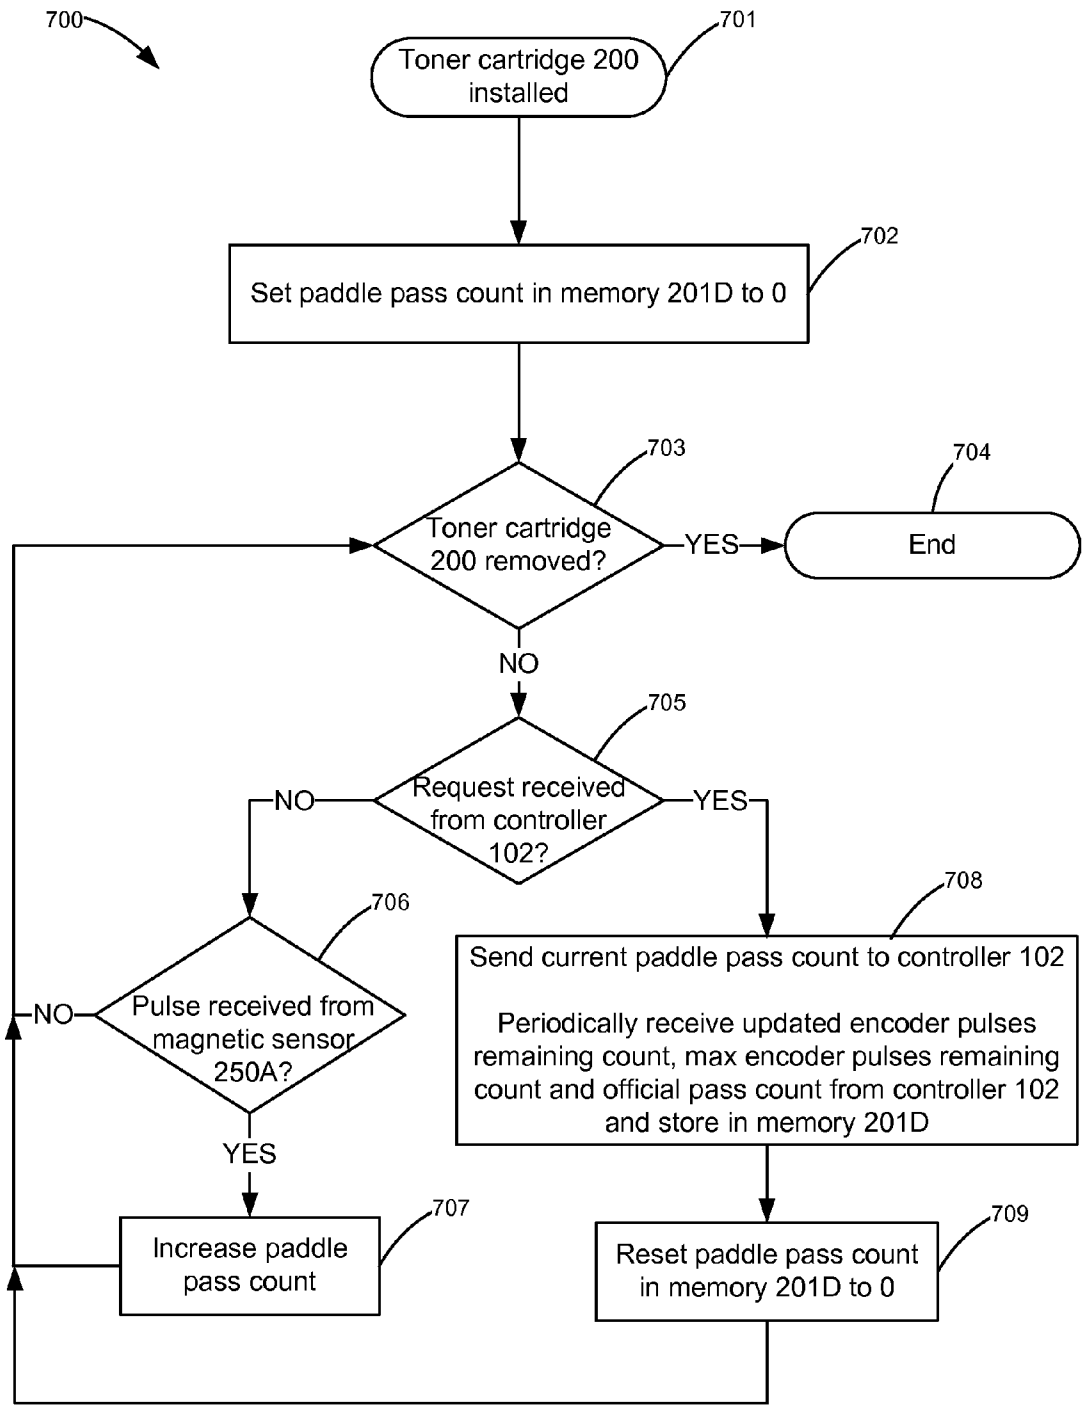 700
701
Toner cartridge 200
installed
702
Set paddle pass count in memory 201D to 0
703
Toner cartridge
200 removed?
YES
704
End
NO
705
Request received
from controller
102?
NO
YES
706
Pulse received from
magnetic sensor
250A?
NO
YES
707
Increase paddle
pass count
708
Send current paddle pass count to controller 102
Periodically receive updated encoder pulses
remaining count, max encoder pulses remaining
count and official pass count from controller 102
and store in memory 201D
709
Reset paddle pass count
in memory 201D to 0